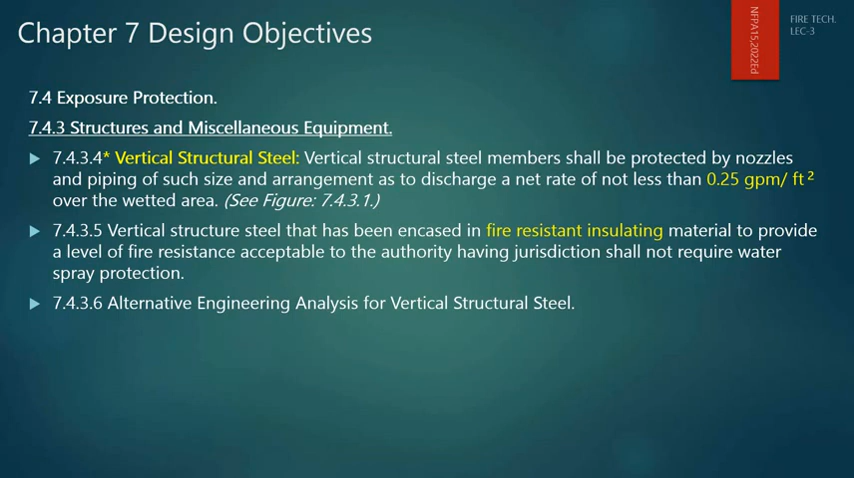 Chapter 7 Design Objectives
NFPA15,2022Ed
FIRE TECH.
LEC-3
7.4 Exposure Protection.
7.4.3 Structures and Miscellaneous Equipment.
7.4.3.4* Vertical Structural Steel: Vertical structural steel members shall be protected by nozzles
and piping of such size and arrangement as to discharge a net rate of not less than 0.25 gpm/ ft²
over the wetted area. (See Figure: 7.4.3.1.)
7.4.3.5 Vertical structure steel that has been encased in fire resistant insulating material to provide
a level of fire resistance acceptable to the authority having jurisdiction shall not require water
spray protection.
7.4.3.6 Alternative Engineering Analysis for Vertical Structural Steel.